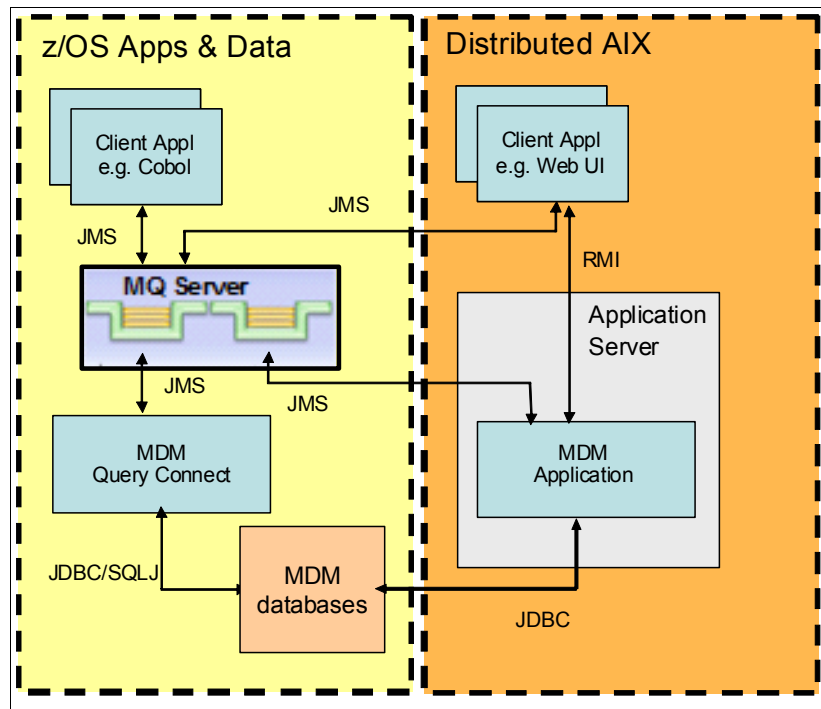 z/OS Apps & Data
Distributed AIX
Client Appl
e.g. Cobol
Client Appl
e.g. Web UI
JMS
JMS
RMI
MQ Server
Application
Server
JMS
JMS
MDM
Query Connect
MDM
Application
JDBC/SQLJ
MDM
databases
JDBC